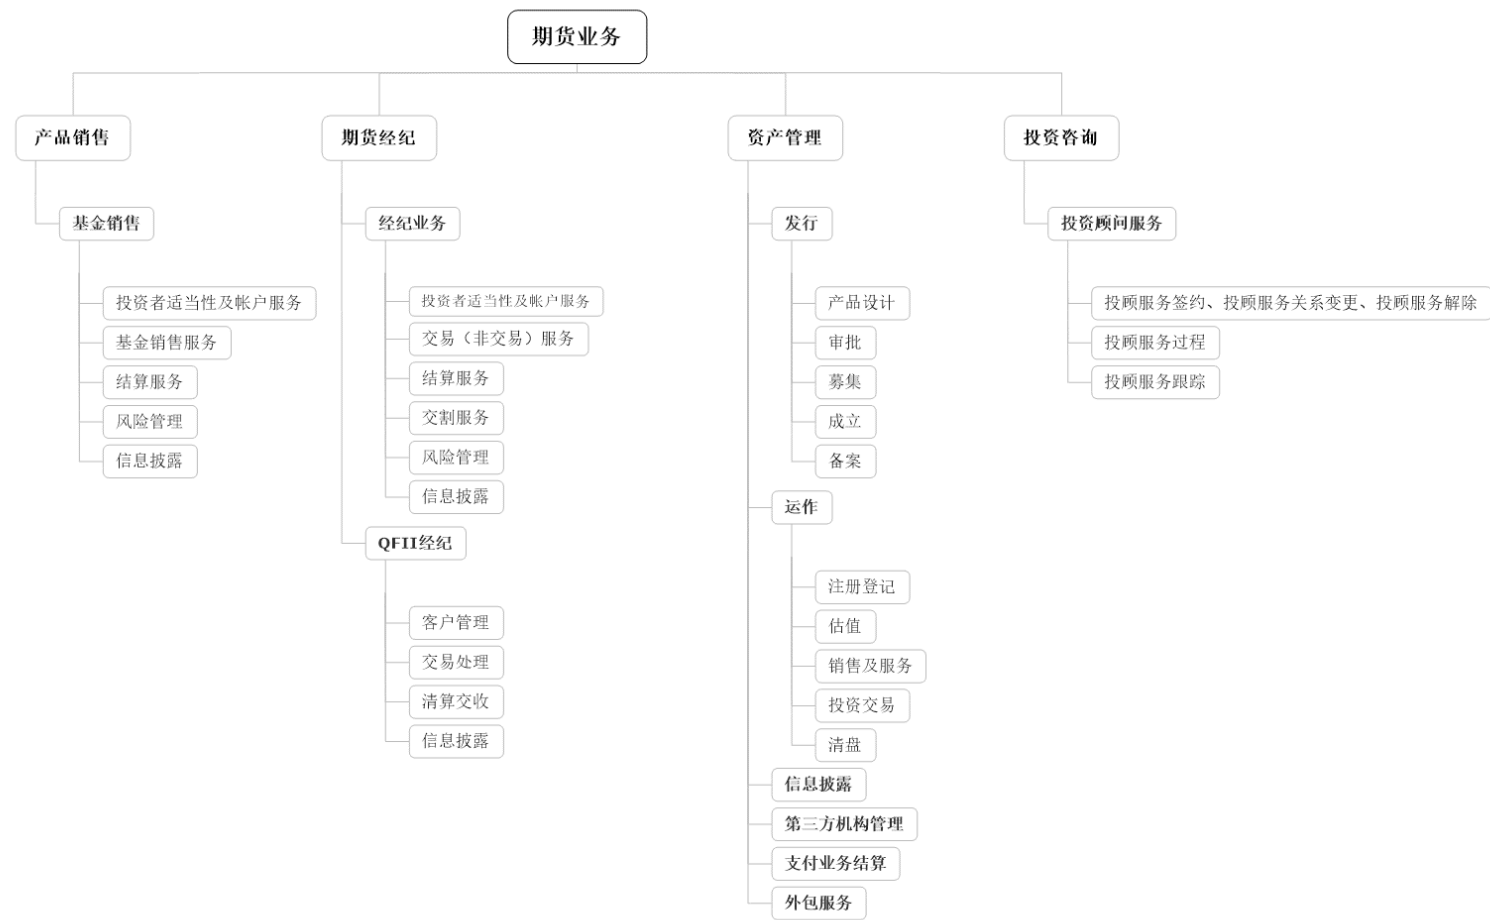 期货业务
产品销售
基金销售
投资者适当性及帐户服务
基金销售服务
结算服务
风险管理
信息披露
期货经纪
经纪业务
投资者适当性及帐户服务
交易（非交易）服务
结算服务
交割服务
风险管理
信息披露
QFII经纪
客户管理
交易处理
清算交收
信息披露
资产管理
发行
产品设计
审批
募集
成立
备案
运作
注册登记
估值
销售及服务
投资交易
清盘
信息披露
第三方机构管理
支付业务结算
外包服务
投资咨询
投资顾问服务
投顾服务签约、投顾服务关系变更、投顾服务解除
投顾服务过程
投顾服务跟踪